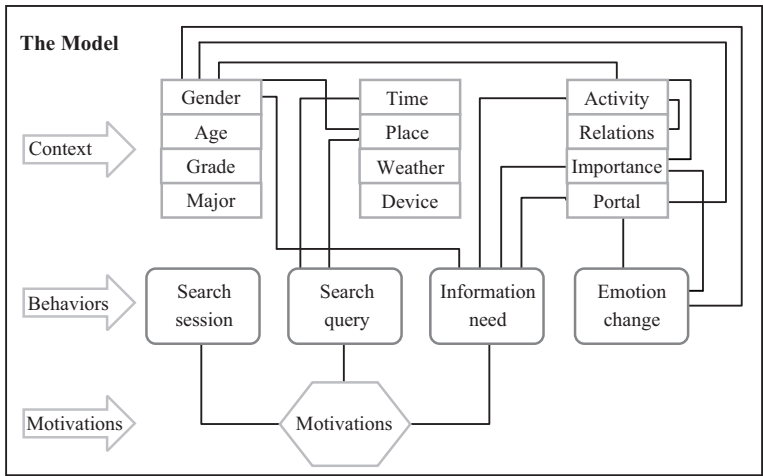 The Model
Context
Gender
Age
Grade
Major
Time
Place
Weather
Device
Activity
Relations
Importance
Portal
Behaviors
Search
session
Search
query
Information
need
Emotion
change
Motivations
Motivations